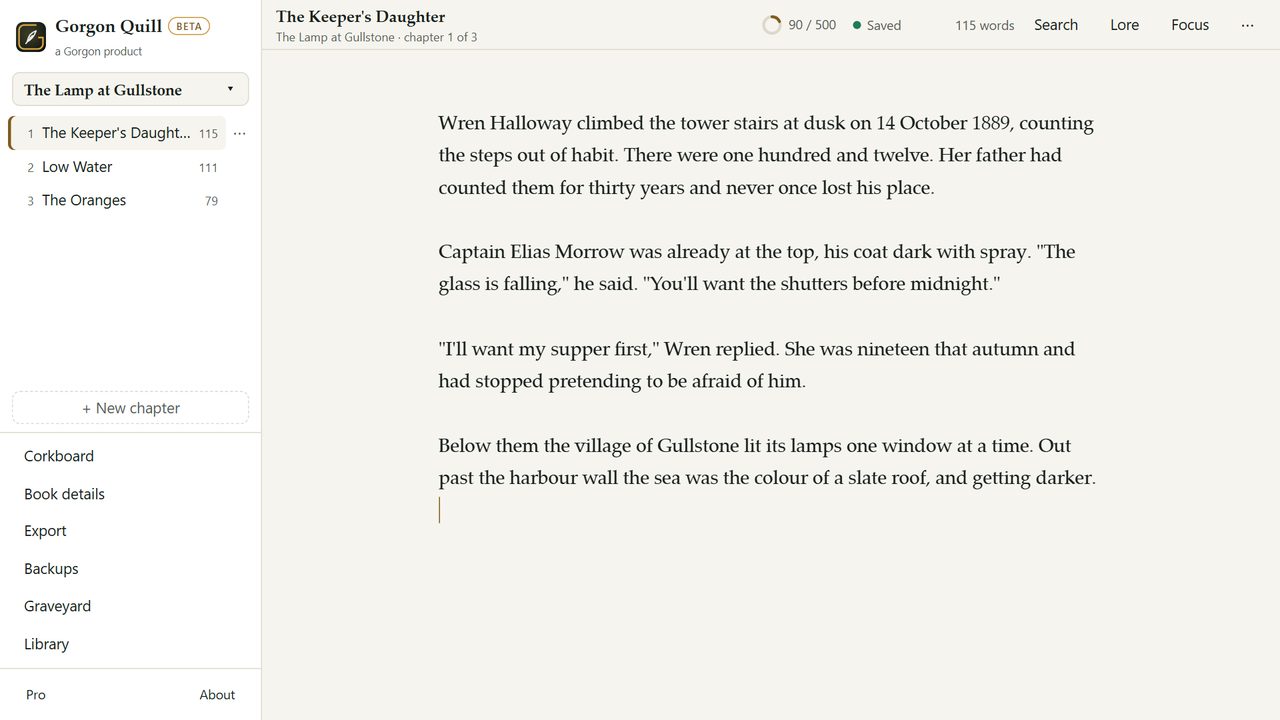 Gorgon Quill BETA
a Gorgon product
The Lamp at Gullstone
1 The Keeper's Daught... 115 ...
2 Low Water 111
3 The Oranges 79
+ New chapter
Corkboard
Book details
Export
Backups
Graveyard
Library
Pro About
The Keeper's Daughter
The Lamp at Gullstone · chapter 1 of 3
90 / 500 Saved 115 words Search Lore Focus ...
Wren Halloway climbed the tower stairs at dusk on 14 October 1889, counting
the steps out of habit. There were one hundred and twelve. Her father had
counted them for thirty years and never once lost his place.
Captain Elias Morrow was already at the top, his coat dark with spray. "The
glass is falling," he said. "You'll want the shutters before midnight."
"I'll want my supper first," Wren replied. She was nineteen that autumn and
had stopped pretending to be afraid of him.
Below them the village of Gullstone lit its lamps one window at a time. Out
past the harbour wall the sea was the colour of a slate roof, and getting darker.